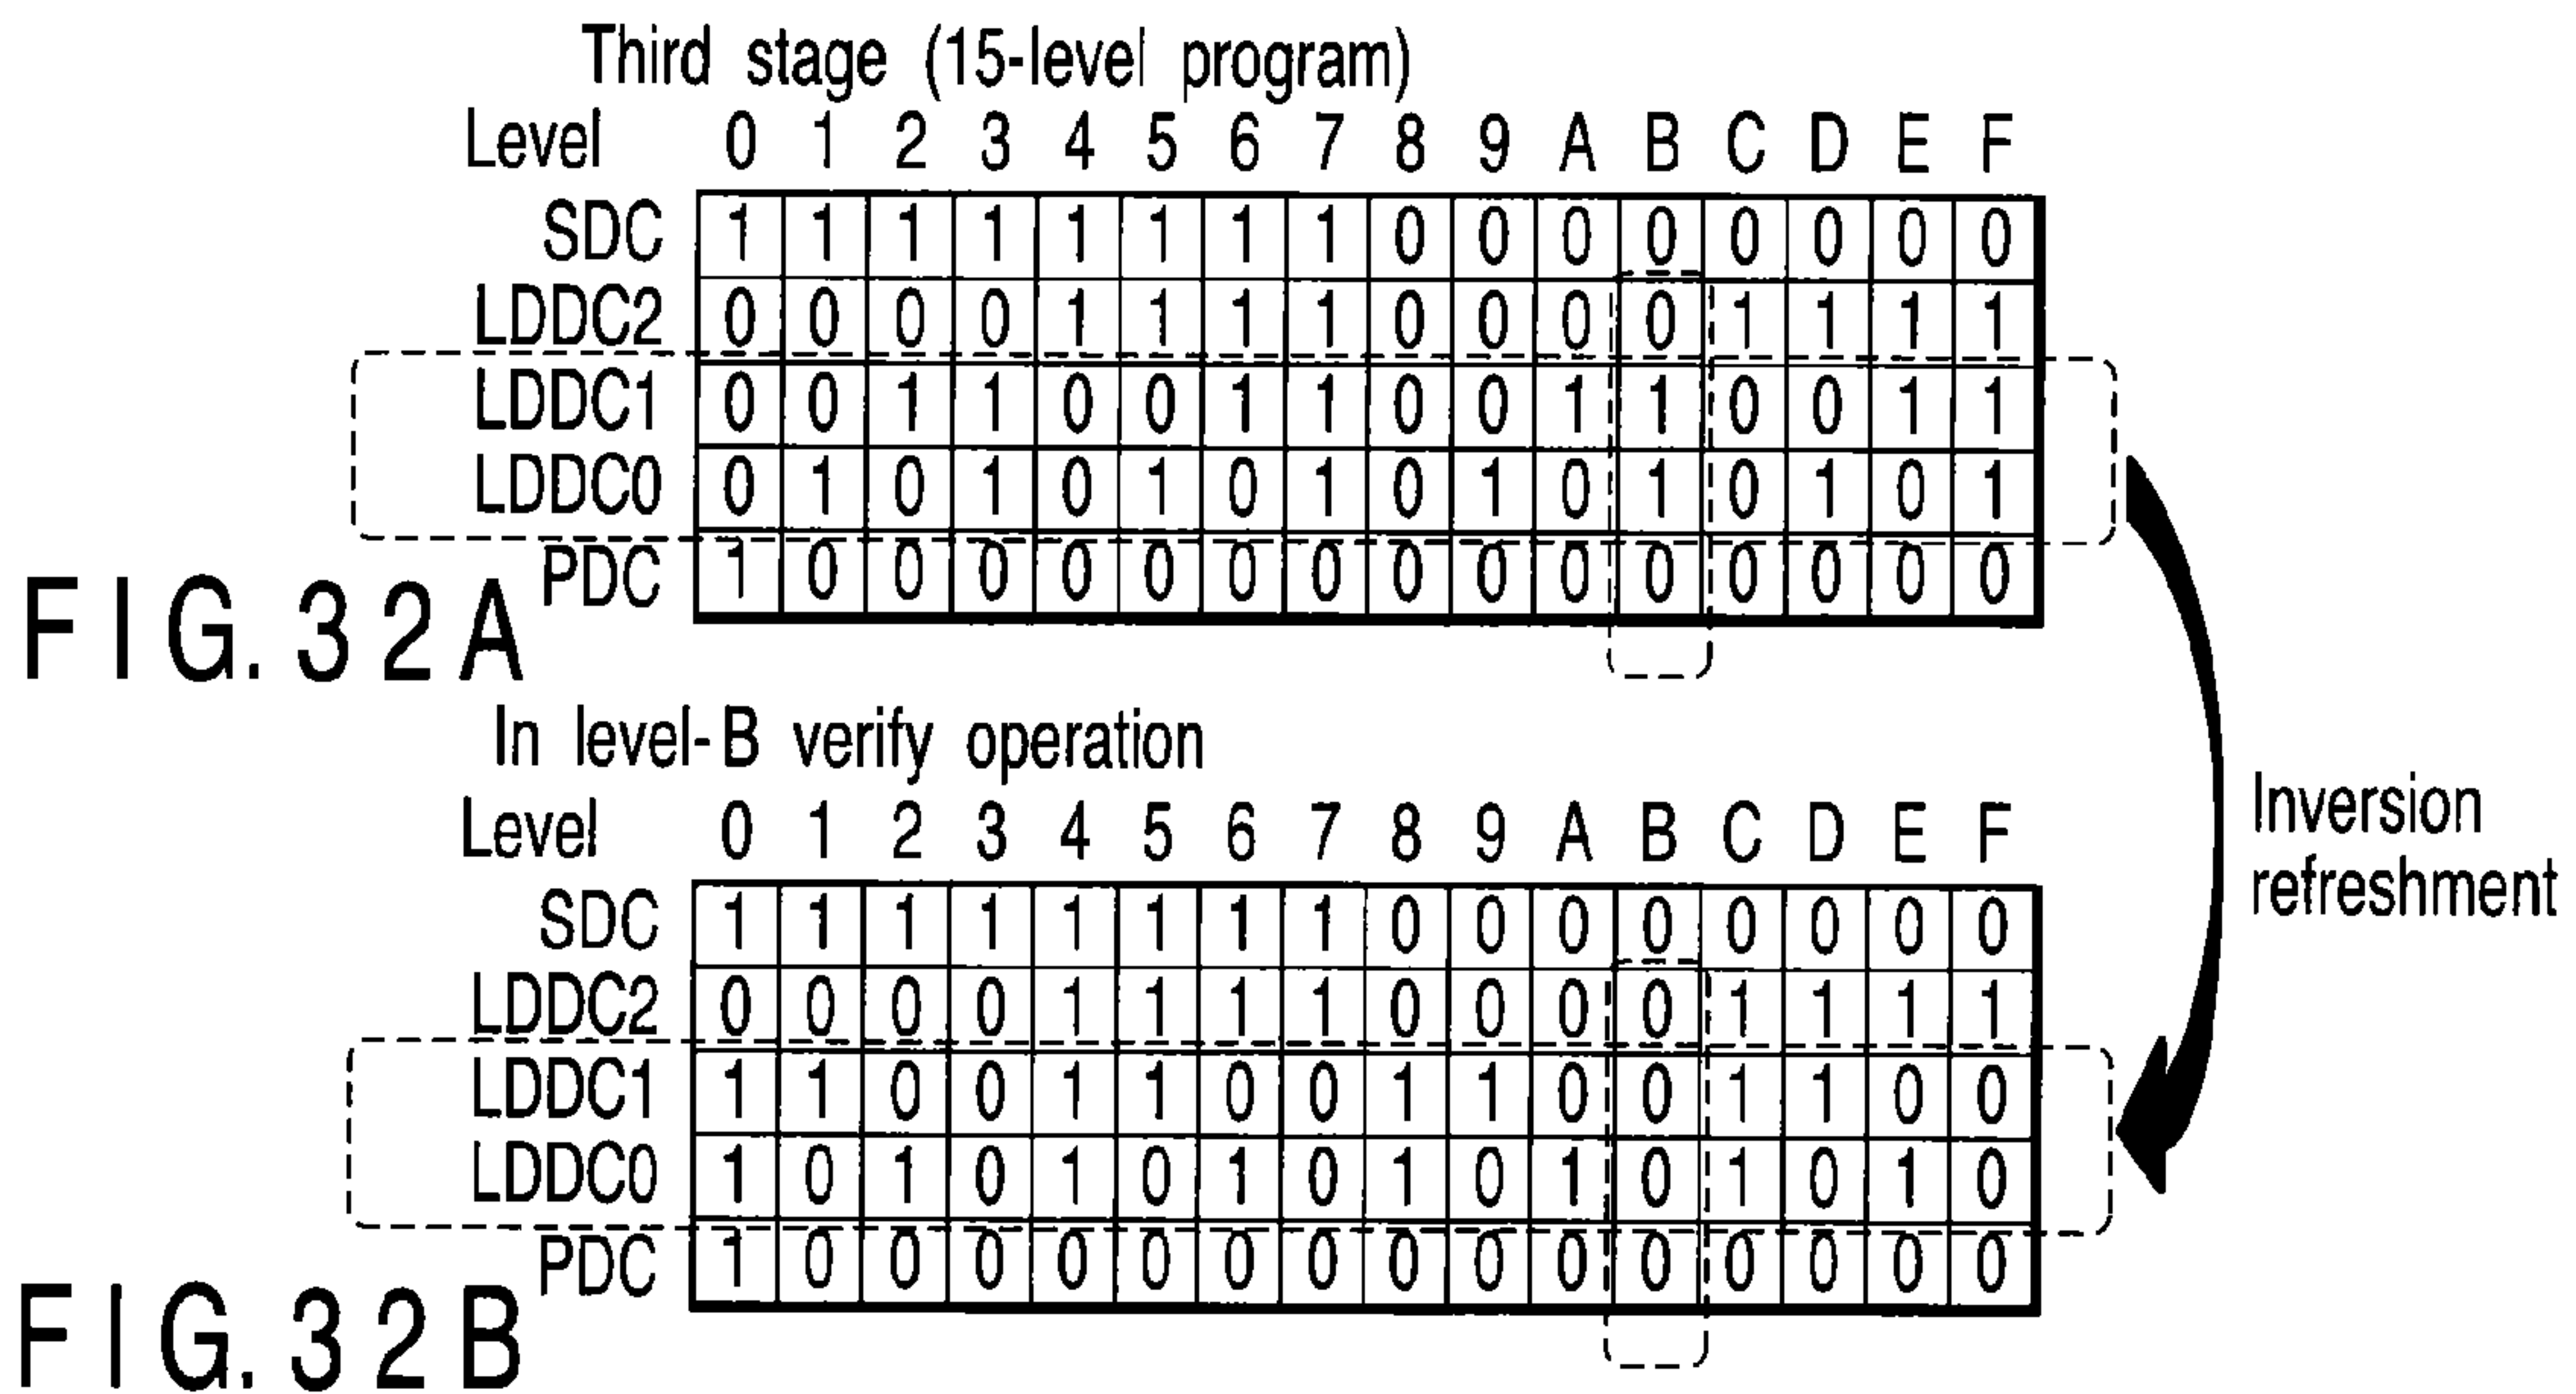 Third stage (15-level program)
Level 0 1 2 3 4 5 6 7 8 9 A B C D E F
SDC 1 1 1 1 1 1 1 1 0 0 0 0 0 0 0 0
LDDC2 0 0 0 0 1 1 1 1 0 0 0 0 1 1 1 1
LDDC1 0 0 1 1 0 0 1 1 0 0 1 1 0 0 1 1
LDDC0 0 1 0 1 0 1 0 1 0 1 0 1 0 1 0 1
PDC 1 0 0 0 0 0 0 0 0 0 0 0 0 0 0 0
FIG. 32A
In level-B verify operation
Level 0 1 2 3 4 5 6 7 8 9 A B C D E F
SDC 1 1 1 1 1 1 1 1 0 0 0 0 0 0 0 0
LDDC2 0 0 0 0 1 1 1 1 0 0 0 0 1 1 1 1
LDDC1 1 1 0 0 1 1 0 0 1 1 0 0 1 1 0 0
LDDC0 1 0 1 0 1 0 1 0 1 0 1 0 1 0 1 0
PDC 1 0 0 0 0 0 0 0 0 0 0 0 0 0 0 0
FIG. 32B
Inversion
refreshment